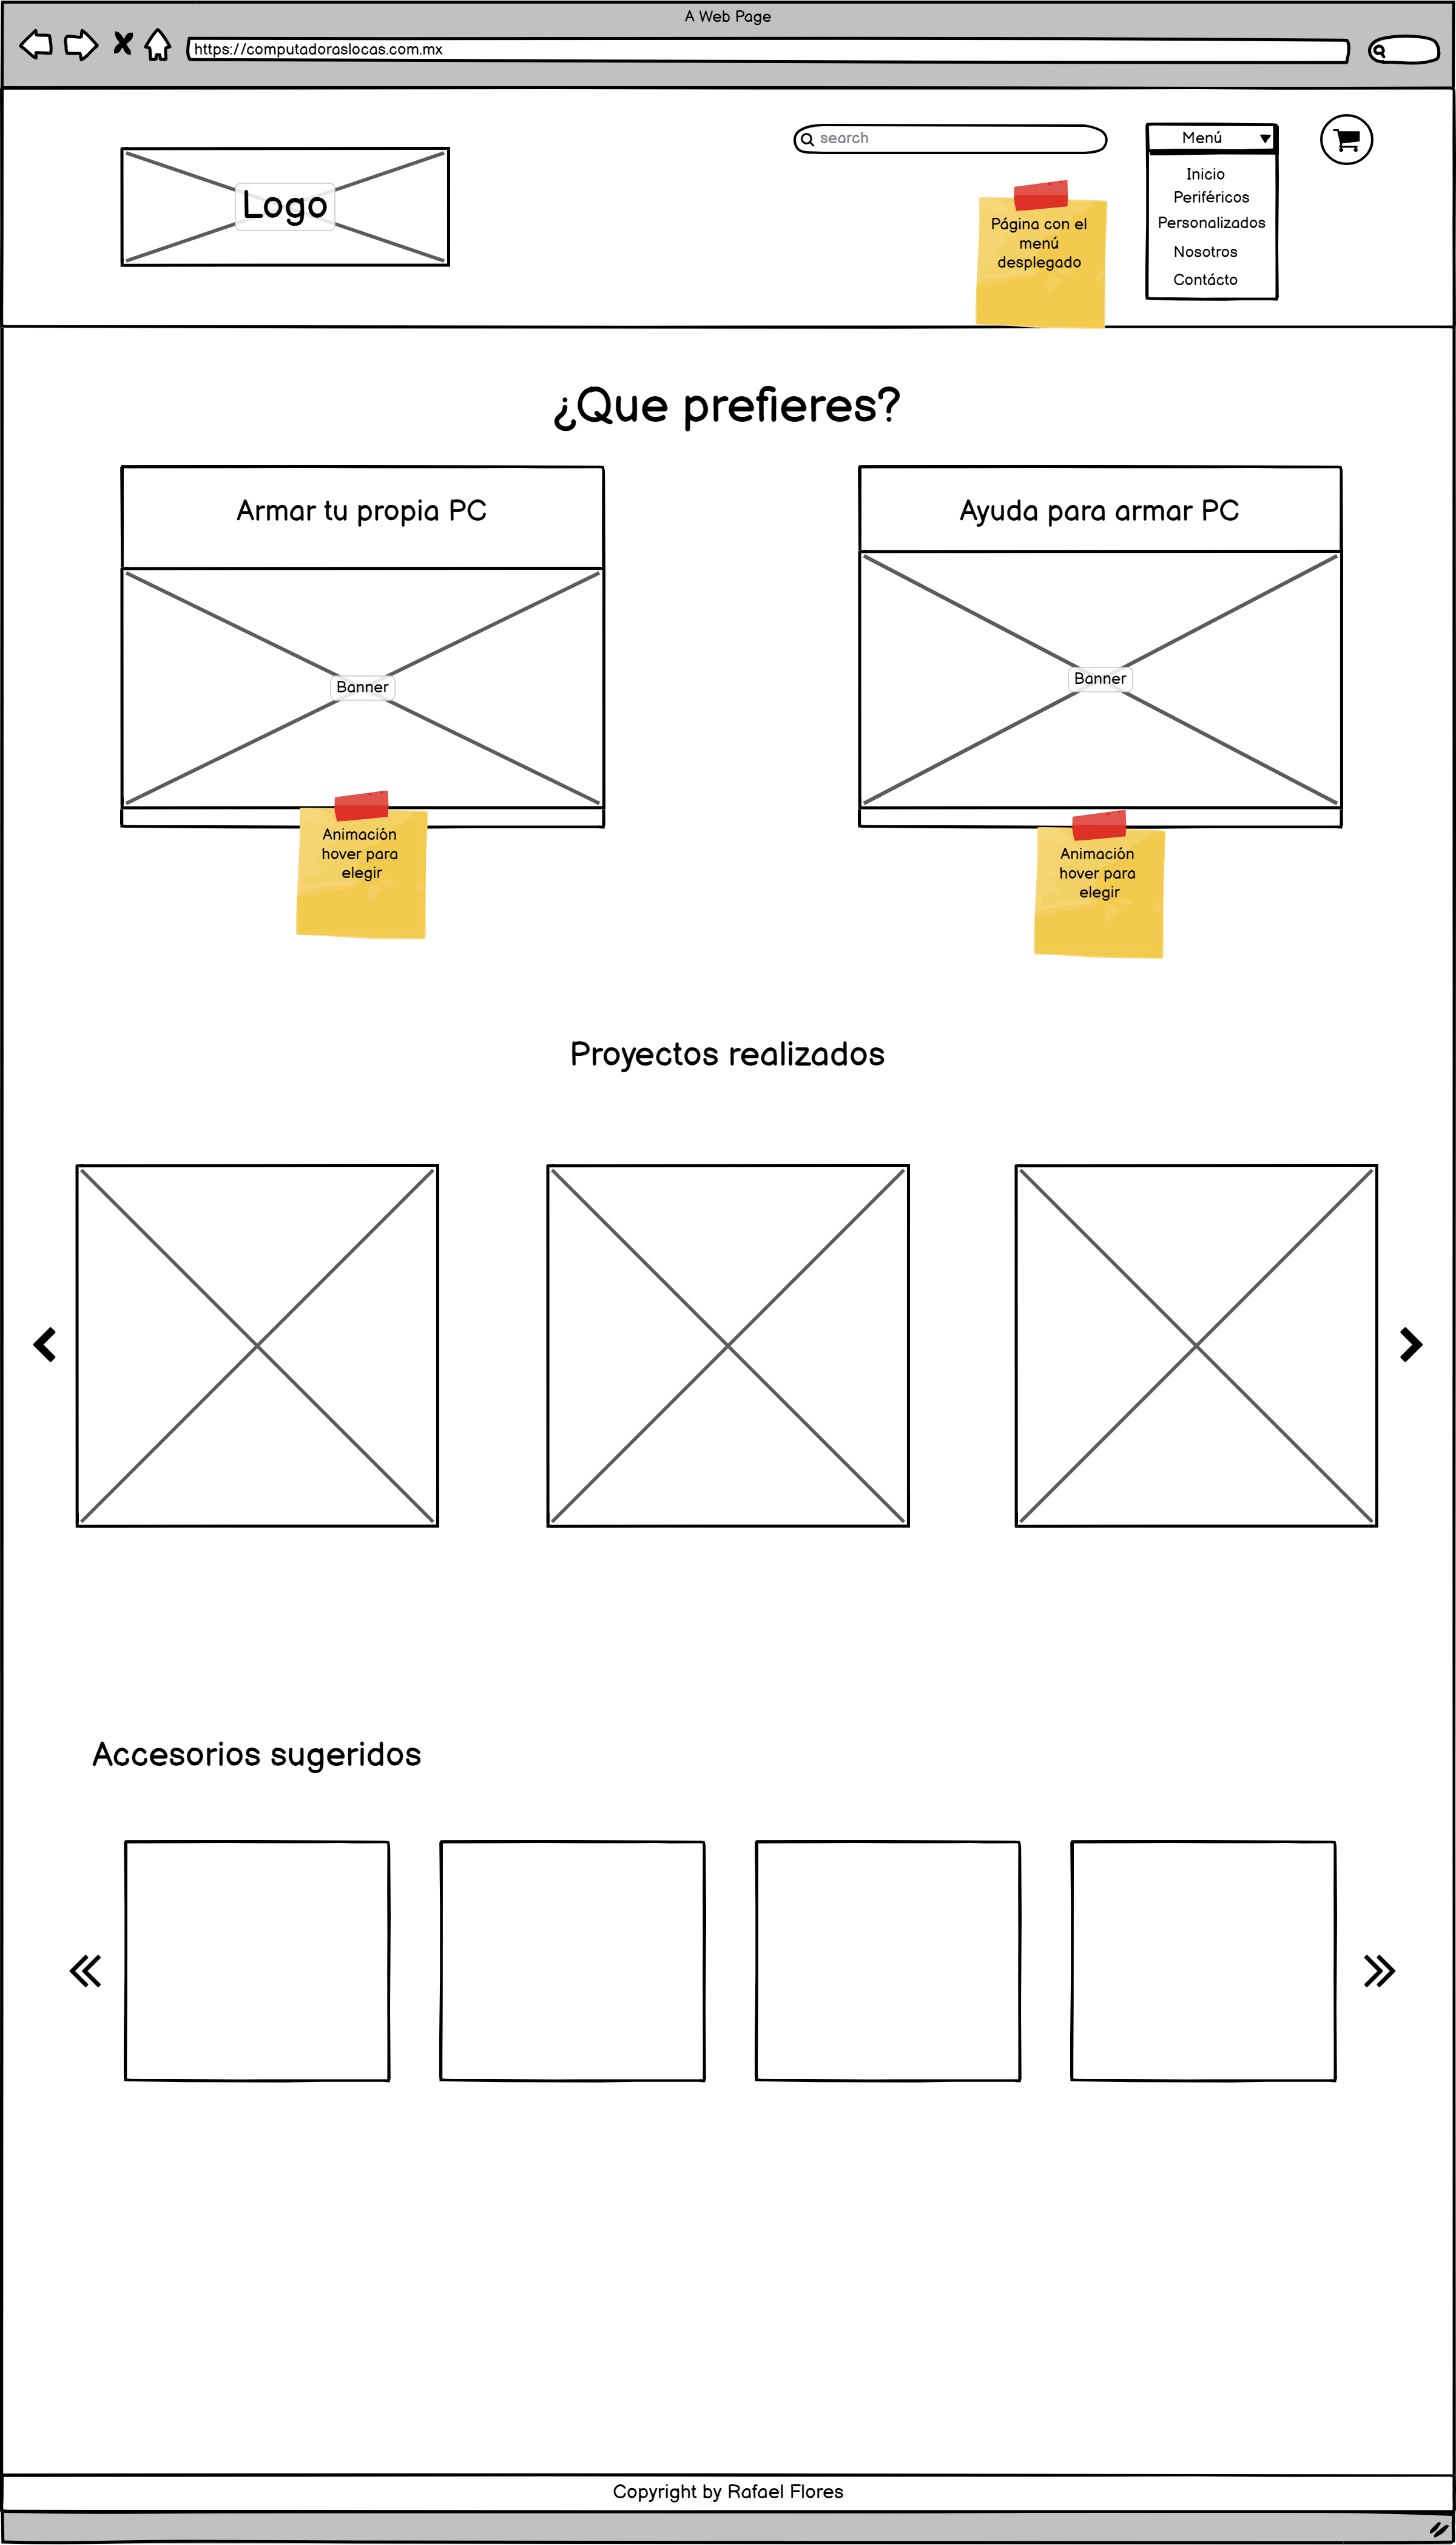 A Web Page
https://computadoraslocas.com.mx
Logo
search
Menú
Inicio
Periféricos
Personalizados
Nosotros
Contácto
Página con el
menú
desplegado
¿Que prefieres?
Armar tu propia PC
Banner
Animación
hover para
elegir
Ayuda para armar PC
Banner
Animación
hover para
elegir
Proyectos realizados
Accesorios sugeridos
Copyright by Rafael Flores